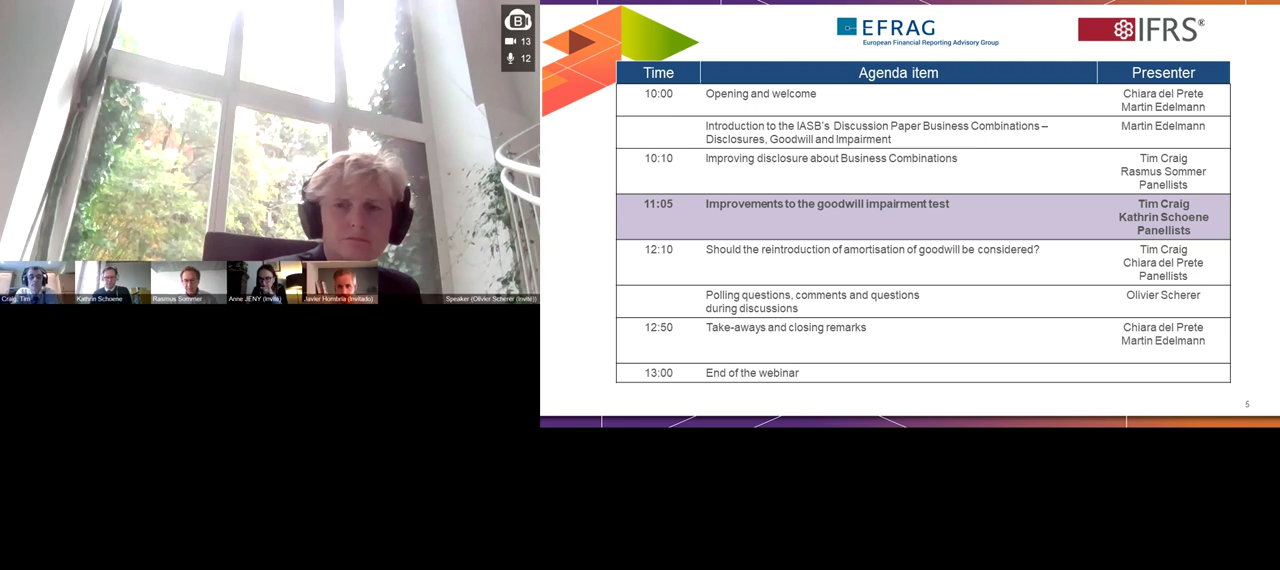 B
13
12
Craig, Tim
Kathrin Schoene
Rasmus Sommer
Anne JENY (Invité)
Javier Hombria (Invitado)
Speaker (Olivier Scherer (Invité))
EFRAG
European Financial Reporting Advisory Group
IFRS®
Time Agenda item Presenter
10:00 Opening and welcome Chiara del Prete
Martin Edelmann
Introduction to the IASB's Discussion Paper Business Combinations – Martin Edelmann
Disclosures, Goodwill and Impairment
10:10 Improving disclosure about Business Combinations Tim Craig
Rasmus Sommer
Panellists
11:05 Improvements to the goodwill impairment test Tim Craig
Kathrin Schoene
Panellists
12:10 Should the reintroduction of amortisation of goodwill be considered? Tim Craig
Chiara del Prete
Panellists
Polling questions, comments and questions Olivier Scherer
during discussions
12:50 Take-aways and closing remarks Chiara del Prete
Martin Edelmann
13:00 End of the webinar
5